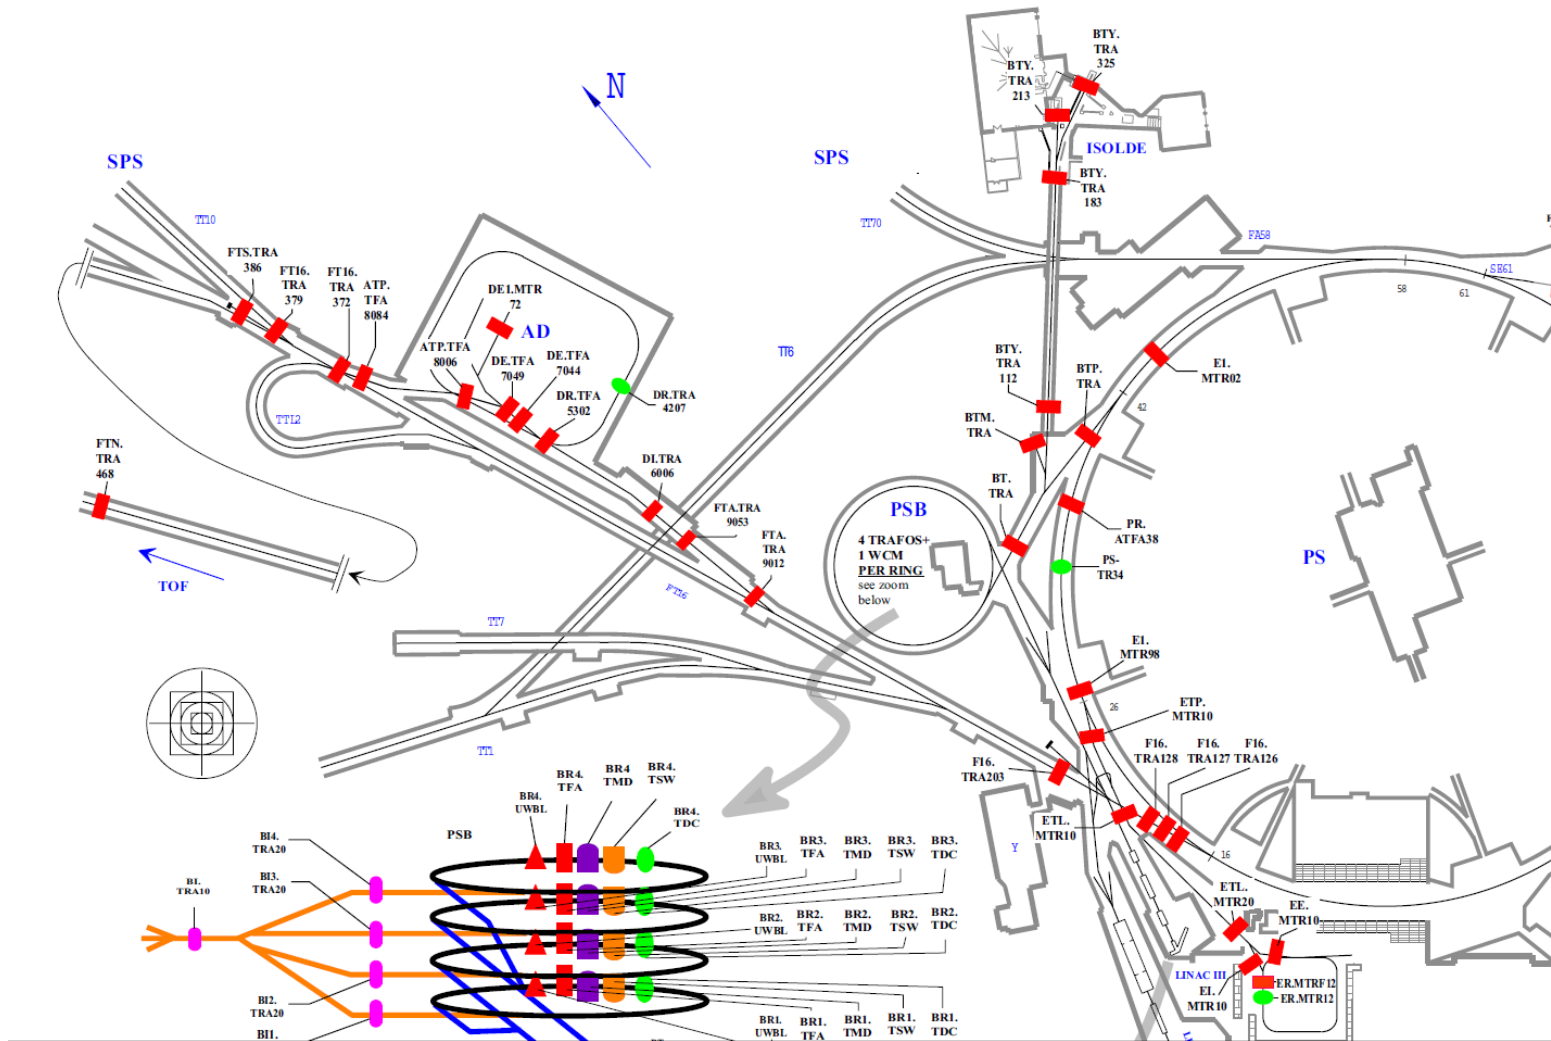 BTY.
TRA
325
BTY.
TRA
213
N
SPS
SPS
ISOLDE
BTY.
TRA
183
TT10
TT70
FA58
FTS.TRA
386
FT16.
TRA
379
FT16.
TRA
372
ATP.
TFA
8084
DE1.MTR
72
AD
SE61
58
61
ATP.TFA
8006
DE.TFA
7049
DE.TFA
7044
DR.TFA
5302
DR.TRA
4207
TT6
BTY.
TRA
112
BTP.
TRA
E1.
MTR02
42
TTL2
BTM.
TRA
FTN.
TRA
468
DI.TRA
6006
BT.
TRA
FTA.TRA
9053
FTA.
TRA
9012
PSB
4 TRAFOS+
1 WCM
PER RING
see zoom
below
PR.
ATFA38
PS-
TR34
PS
TOF
FT16
TT7
E1.
MTR98
26
ETP.
MTR10
TT1
F16.
TRA203
F16.
TRA128
F16.
TRA127
F16.
TRA126
ETL.
MTR10
16
Y
BR4.
UWBL
BR4.
TFA
BR4
TMD
BR4.
TSW
BR4.
TDC
PSB
BI4.
TRA20
BR3.
UWBL
BR3.
TFA
BR3.
TMD
BR3.
TSW
BR3.
TDC
BI.
TRA10
BI3.
TRA20
ETL.
MTR20
EE.
MTR10
BR2.
UWBL
BR2.
TFA
BR2.
TMD
BR2.
TSW
BR2.
TDC
LINAC III
EI.
MTR10
ER.MTRF12
ER.MTR12
BI2.
TRA20
BI1.
BR1.
UWBL
BR1.
TFA
BR1.
TMD
BR1.
TSW
BR1.
TDC